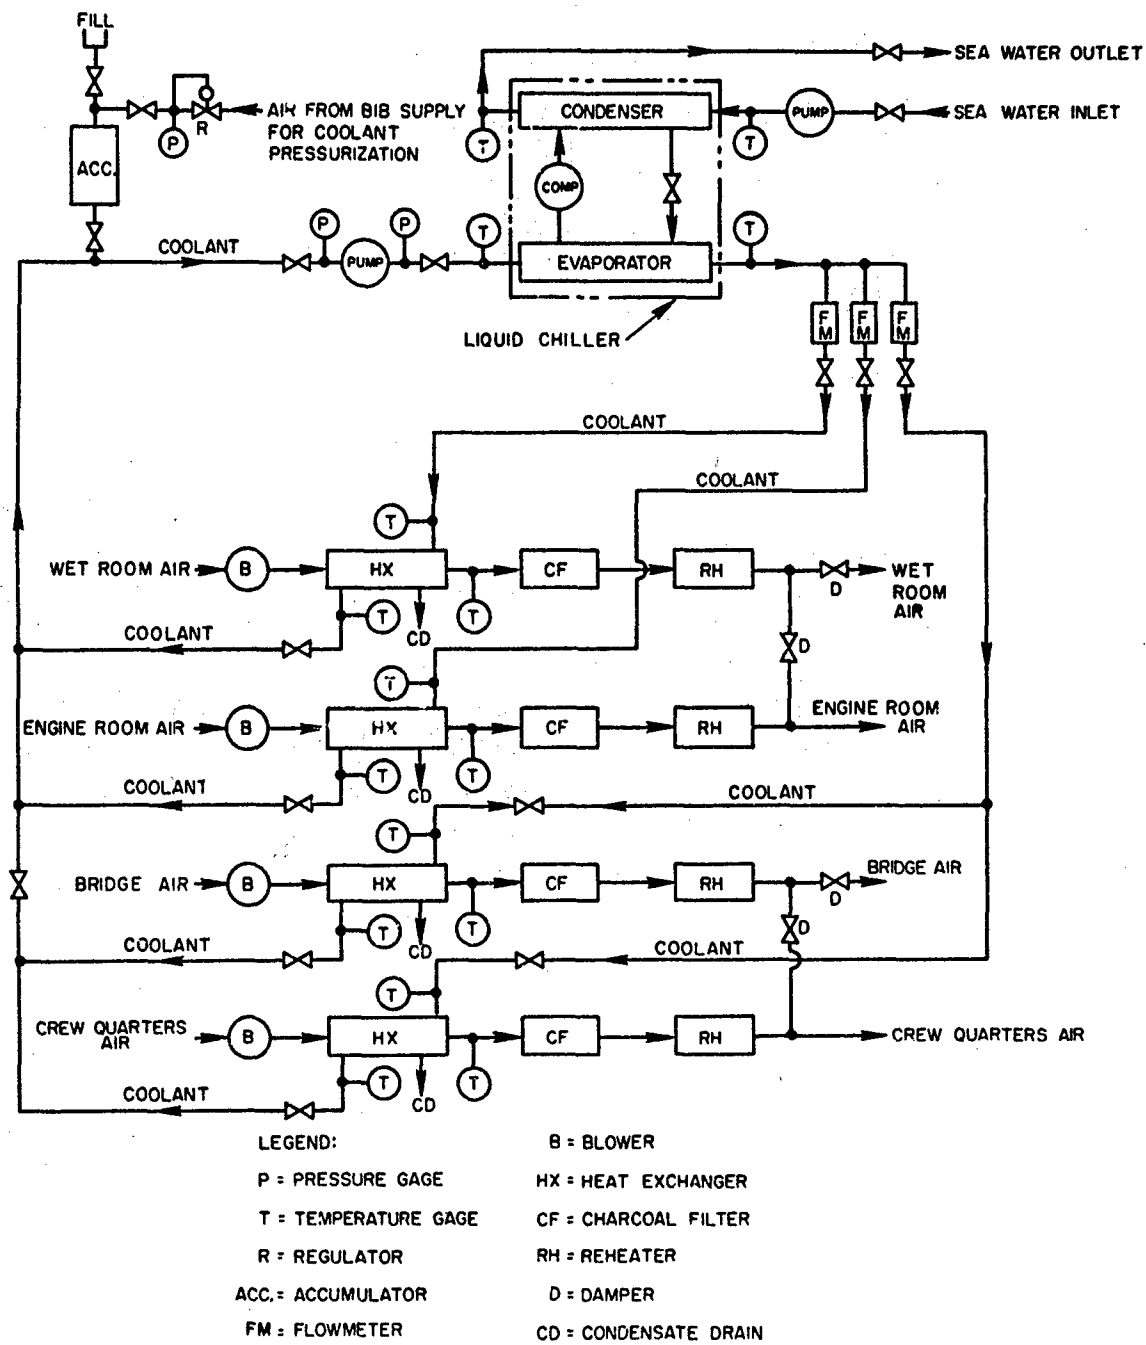 FILL
SEA WATER OUTLET
AIR FROM BIB SUPPLY
FOR COOLANT
PRESSURIZATION
R
P
CONDENSER
PUMP
SEA WATER INLET
T
T
ACC.
COMP
COOLANT
P
PUMP
P
T
EVAPORATOR
T
LIQUID CHILLER
FM
FM
FM
COOLANT
COOLANT
T
WET ROOM AIR
B
HX
CF
RH
D
WET
ROOM
AIR
T
T
CD
COOLANT
D
T
ENGINE ROOM AIR
B
HX
CF
RH
ENGINE ROOM
AIR
T
T
CD
COOLANT
COOLANT
T
BRIDGE AIR
B
HX
CF
RH
D
BRIDGE AIR
T
T
CD
D
COOLANT
COOLANT
T
CREW QUARTERS
AIR
B
HX
CF
RH
CREW QUARTERS AIR
T
T
CD
COOLANT
LEGEND:
P = PRESSURE GAGE
T = TEMPERATURE GAGE
R = REGULATOR
ACC. = ACCUMULATOR
FM = FLOWMETER
B = BLOWER
HX = HEAT EXCHANGER
CF = CHARCOAL FILTER
RH = REHEATER
D = DAMPER
CD = CONDENSATE DRAIN